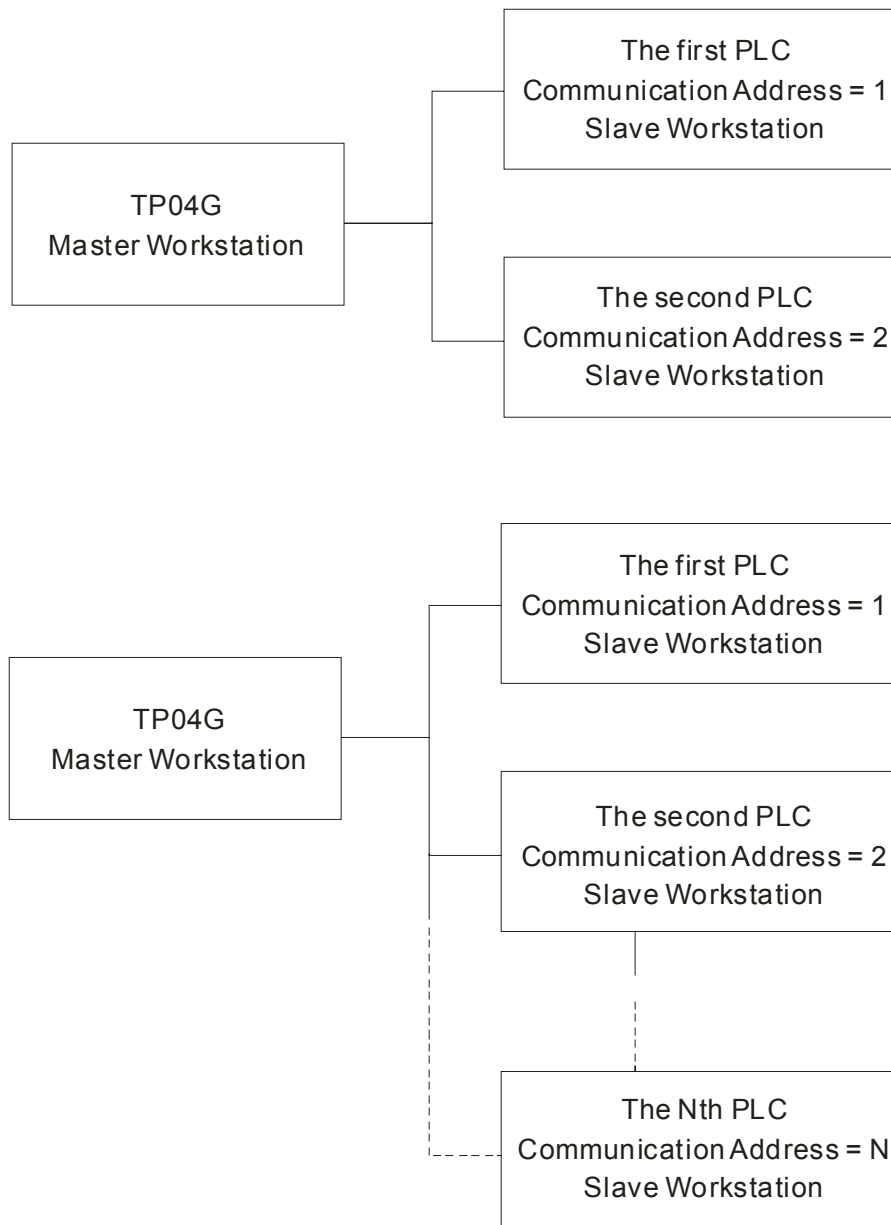 The first PLC
Communication Address = 1
Slave Workstation
TP04G
Master Workstation
The second PLC
Communication Address = 2
Slave Workstation
The first PLC
Communication Address = 1
Slave Workstation
TP04G
Master Workstation
The second PLC
Communication Address = 2
Slave Workstation
The Nth PLC
Communication Address = N
Slave Workstation